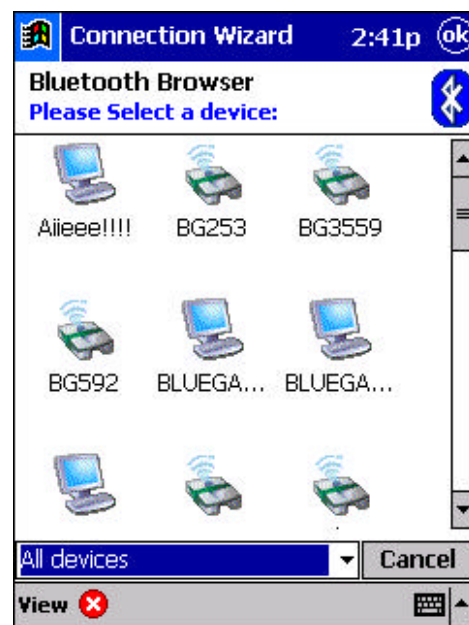 Connection Wizard 2:41p ok
Bluetooth Browser
Please Select a device:
Aiieee!!!! BG253 BG3559
BG592 BLUEGA... BLUEGA...
All devices Cancel
View